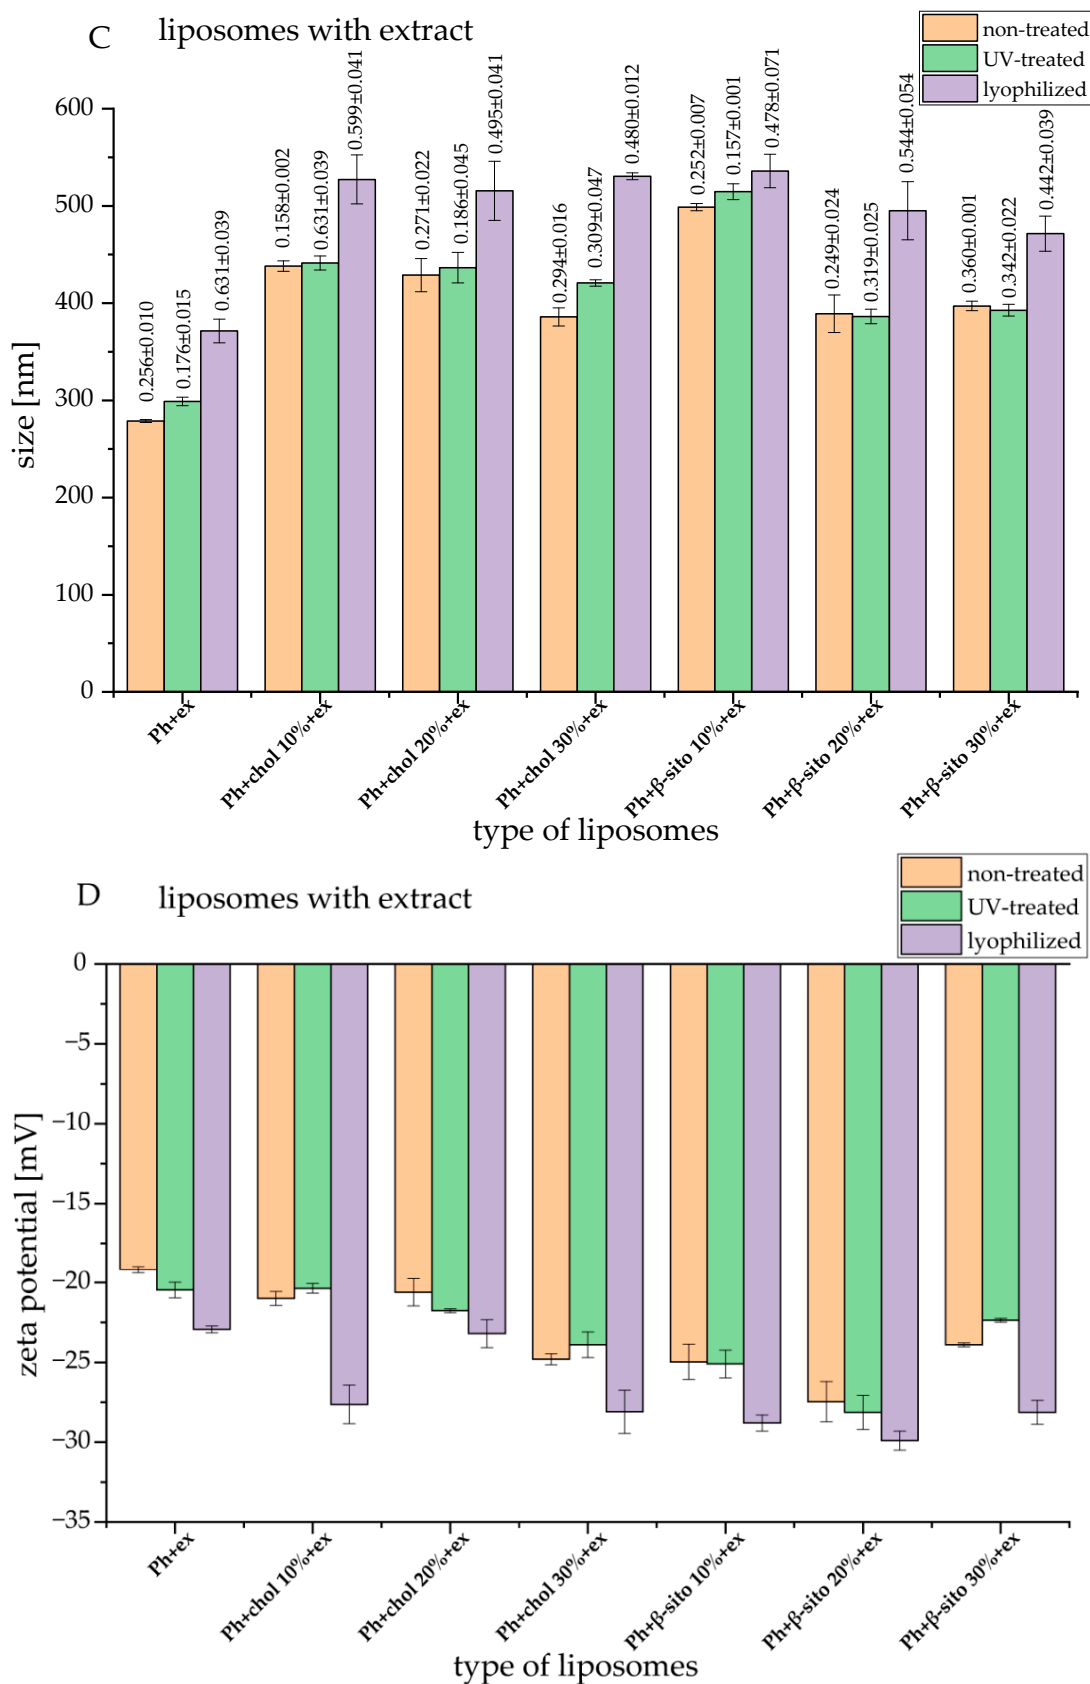 C liposomes with extract
non-treated
UV-treated
lyophilized
size [nm]
600
500
400
300
200
100
0
0.256±0.010
0.176±0.015
0.631±0.039
0.158±0.002
0.631±0.039
0.599±0.041
0.271±0.022
0.186±0.045
0.495±0.041
0.294±0.016
0.309±0.047
0.480±0.012
0.252±0.007
0.157±0.001
0.478±0.071
0.249±0.024
0.319±0.025
0.544±0.054
0.360±0.001
0.342±0.022
0.442±0.039
Ph+ex
Ph+chol 10%+ex
Ph+chol 20%+ex
Ph+chol 30%+ex
Ph+β-sito 10%+ex
Ph+β-sito 20%+ex
Ph+β-sito 30%+ex
type of liposomes
D liposomes with extract
non-treated
UV-treated
lyophilized
zeta potential [mV]
0
−5
−10
−15
−20
−25
−30
−35
Ph+ex
Ph+chol 10%+ex
Ph+chol 20%+ex
Ph+chol 30%+ex
Ph+β-sito 10%+ex
Ph+β-sito 20%+ex
Ph+β-sito 30%+ex
type of liposomes